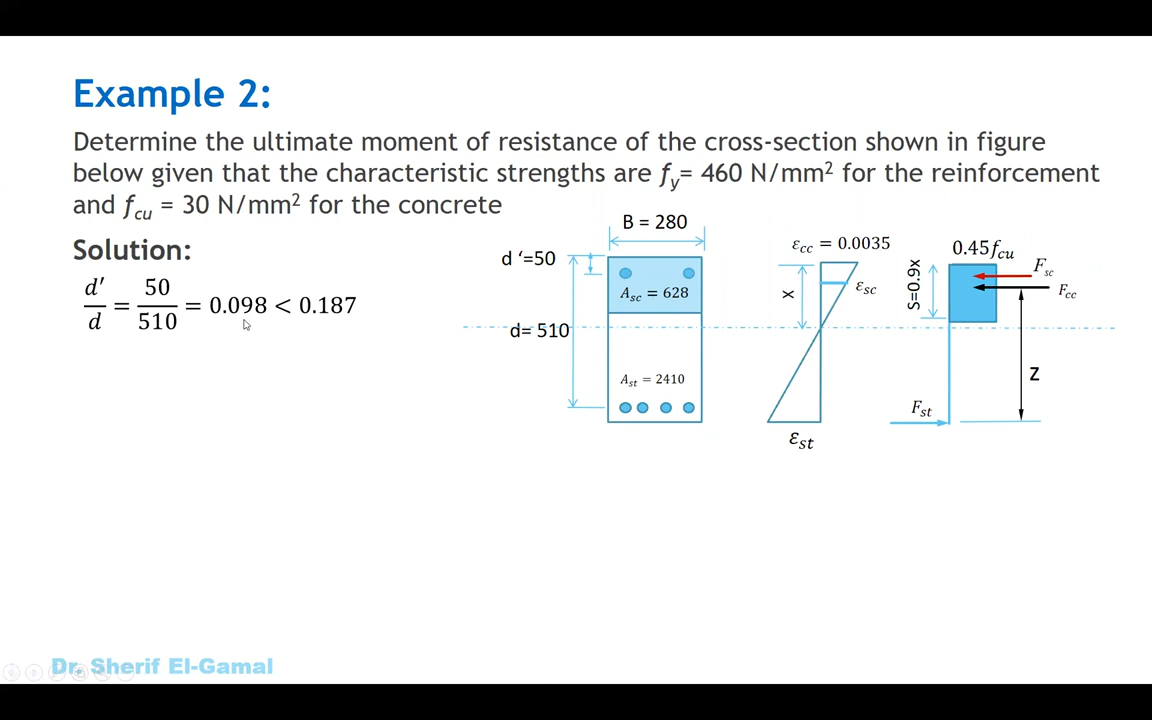 Example 2:
Determine the ultimate moment of resistance of the cross-section shown in figure
below given that the characteristic strengths are fy= 460 N/mm² for the reinforcement
and fcu = 30 N/mm² for the concrete
Solution:
d′/d = 50/510 = 0.098 < 0.187
B = 280
d ‘=50
Asc = 628
d= 510
Ast = 2410
εcc = 0.0035
x
εsc
εst
0.45fcu
S=0.9x
Fsc
Fcc
Z
Fst
Dr. Sherif El-Gamal